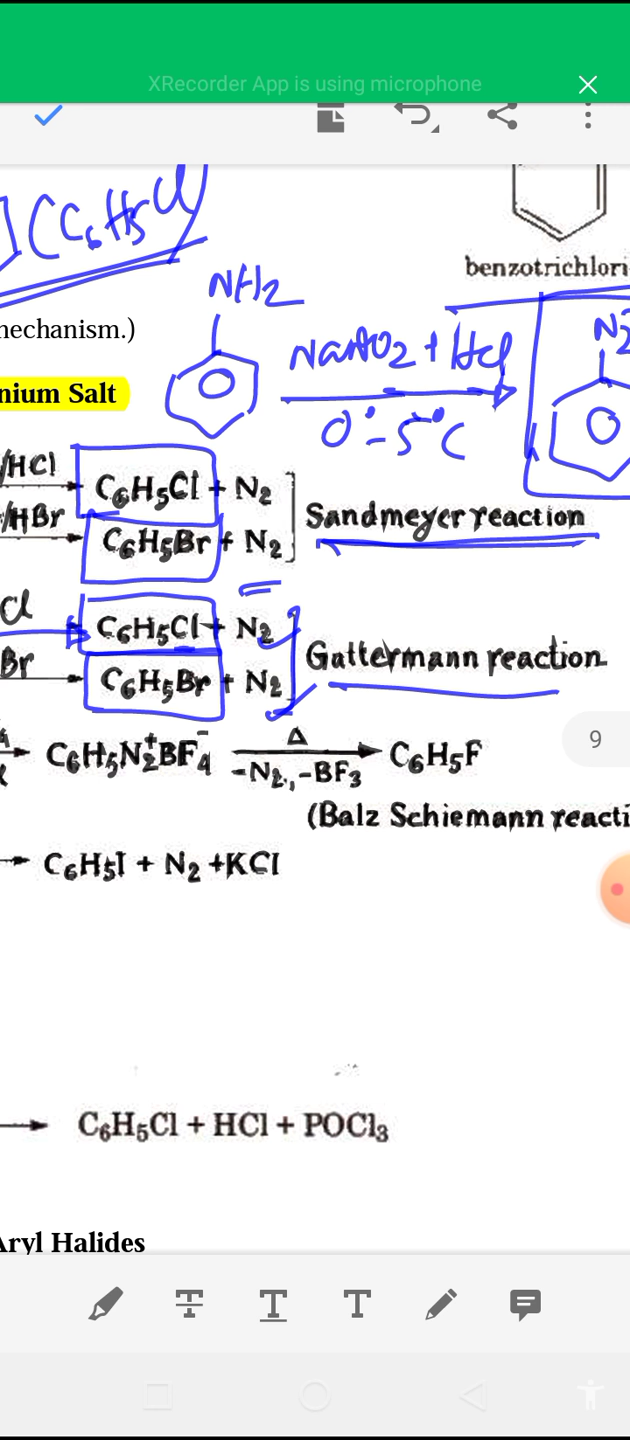 XRecorder App is using microphone
(C₆H₅Cl)
benzotrichlori
NH₂
nechanism.)
NaNO₂ + HCl
N₂
nium Salt
0°-5°C
/HCl
C₆H₅Cl + N₂
/HBr
C₆H₅Br + N₂
Sandmeyer reaction
Cl
C₆H₅Cl + N₂
Br
C₆H₅Br + N₂
Gattermann reaction
9
C₆H₅N₂⁺BF₄⁻ Δ -N₂,-BF₃ C₆H₅F
(Balz Schiemann reacti
→ C₆H₅I + N₂ +KCl
→ C₆H₅Cl + HCl + POCl₃
Aryl Halides